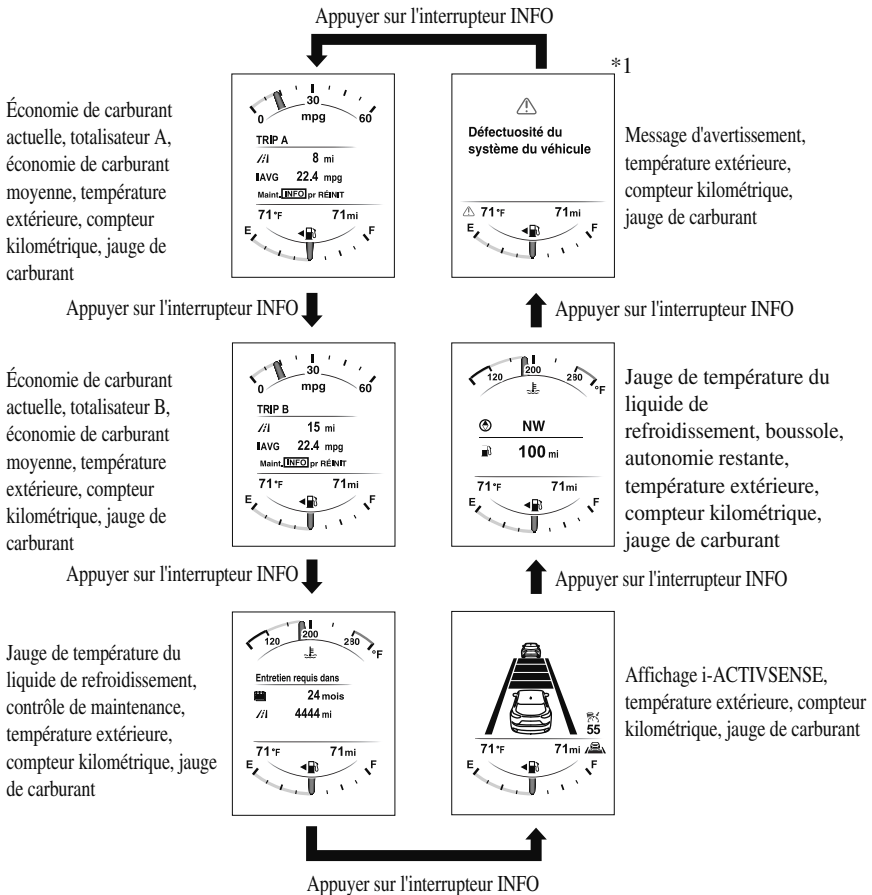 Appuyer sur l'interrupteur INFO
Économie de carburant
actuelle, totalisateur A,
économie de carburant
moyenne, température
extérieure, compteur
kilométrique, jauge de
carburant
0
30
60
mpg
TRIP A
8 mi
AVG 22.4 mpg
Maint. INFO pr RÉINIT
71°F 71mi
E F
*1
Défectuosité du
système du véhicule
71°F 71mi
E F
Message d'avertissement,
température extérieure,
compteur kilométrique,
jauge de carburant
Appuyer sur l'interrupteur INFO
Appuyer sur l'interrupteur INFO
Économie de carburant
actuelle, totalisateur B,
économie de carburant
moyenne, température
extérieure, compteur
kilométrique, jauge de
carburant
0
30
60
mpg
TRIP B
15 mi
AVG 22.4 mpg
Maint. INFO pr RÉINIT
71°F 71mi
E F
120 200 280 °F
NW
100 mi
71°F 71mi
E F
Jauge de température du
liquide de
refroidissement, boussole,
autonomie restante,
température extérieure,
compteur kilométrique,
jauge de carburant
Appuyer sur l'interrupteur INFO
Appuyer sur l'interrupteur INFO
Jauge de température du
liquide de refroidissement,
contrôle de maintenance,
température extérieure,
compteur kilométrique, jauge
de carburant
120 200 280 °F
Entretien requis dans
24 mois
4444 mi
71°F 71mi
E F
55
71°F 71mi
E F
Affichage i-ACTIVSENSE,
température extérieure, compteur
kilométrique, jauge de carburant
Appuyer sur l'interrupteur INFO